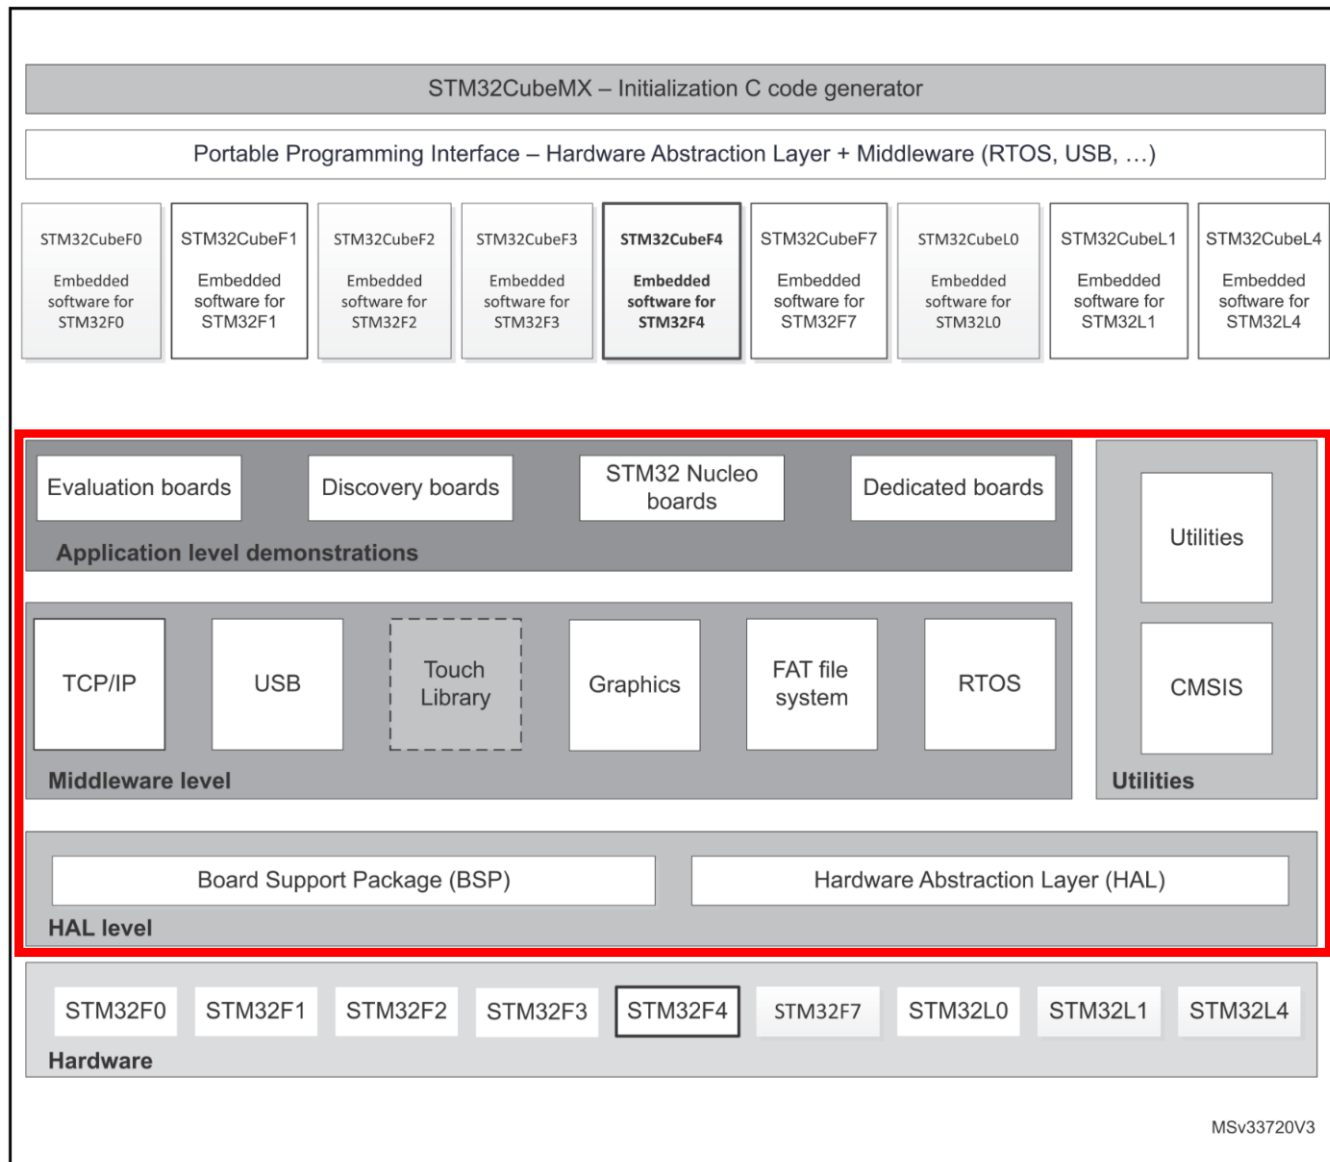 STM32CubeMX – Initialization C code generator
Portable Programming Interface – Hardware Abstraction Layer + Middleware (RTOS, USB, …)
STM32CubeF0
Embedded
software for
STM32F0
STM32CubeF1
Embedded
software for
STM32F1
STM32CubeF2
Embedded
software for
STM32F2
STM32CubeF3
Embedded
software for
STM32F3
STM32CubeF4
Embedded
software for
STM32F4
STM32CubeF7
Embedded
software for
STM32F7
STM32CubeL0
Embedded
software for
STM32L0
STM32CubeL1
Embedded
software for
STM32L1
STM32CubeL4
Embedded
software for
STM32L4
Evaluation boards
Discovery boards
STM32 Nucleo
boards
Dedicated boards
Application level demonstrations
Utilities
CMSIS
Utilities
TCP/IP
USB
Touch
Library
Graphics
FAT file
system
RTOS
Middleware level
Board Support Package (BSP)
Hardware Abstraction Layer (HAL)
HAL level
STM32F0
STM32F1
STM32F2
STM32F3
STM32F4
STM32F7
STM32L0
STM32L1
STM32L4
Hardware
MSv33720V3